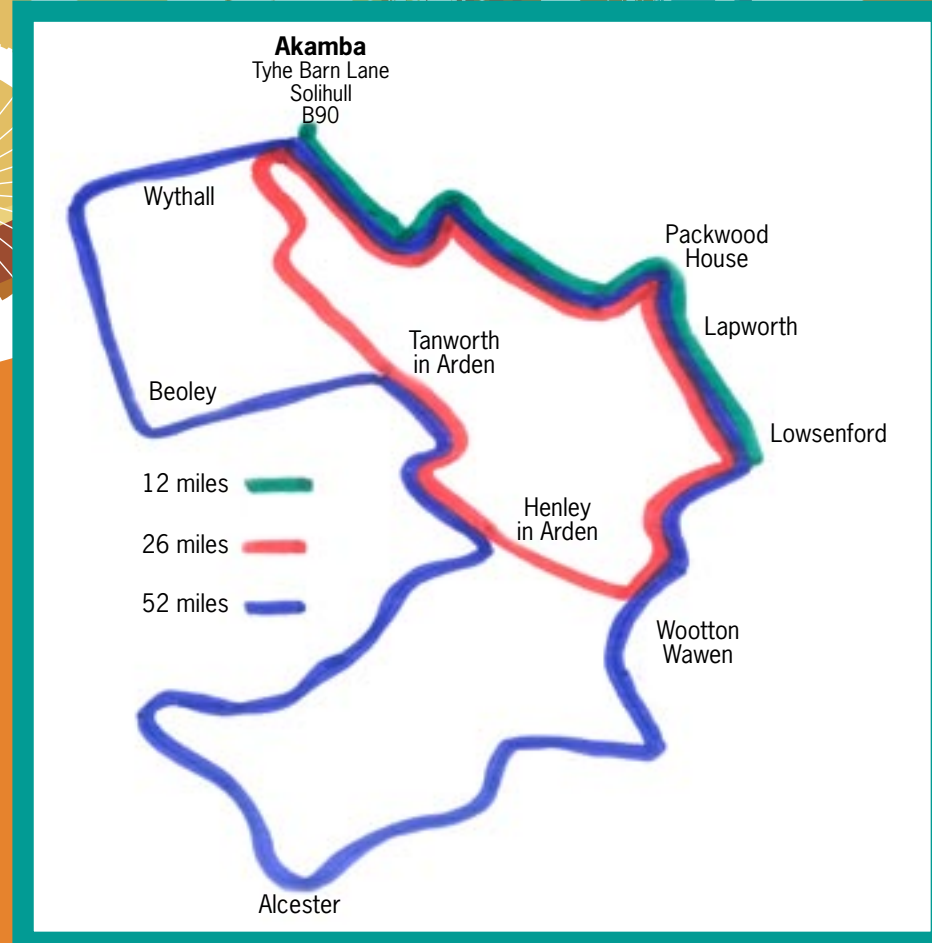 Akamba
Tyhe Barn Lane
Solihull
B90
Wythall
Packwood
House
Lapworth
Tanworth
in Arden
Beoley
Lowsenford
12 miles
Henley
in Arden
26 miles
52 miles
Wootton
Wawen
Alcester